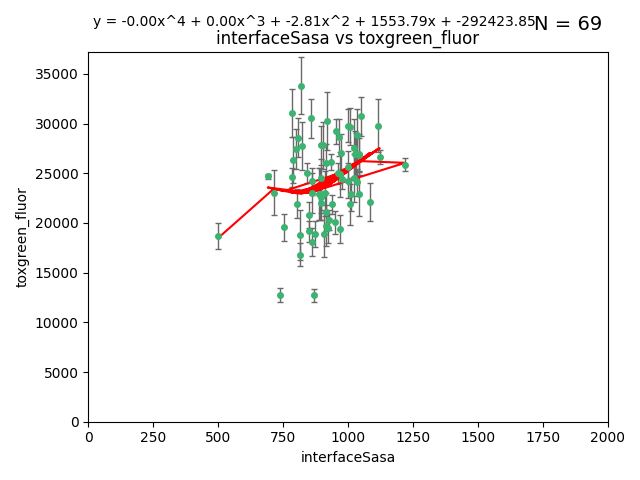 y = -0.00x^4 + 0.00x^3 + -2.81x^2 + 1553.79x + -292423.85
N = 69
interfaceSasa vs toxgreen_fluor
35000
30000
25000
20000
15000
10000
5000
0
toxgreen_fluor
0 250 500 750 1000 1250 1500 1750 2000
interfaceSasa